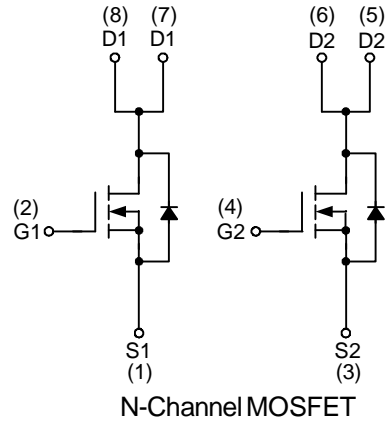 (8) (7) (6) (5)
D1 D1 D2 D2
(2) (4)
G1 G2
S1 S2
(1) (3)
N-Channel MOSFET